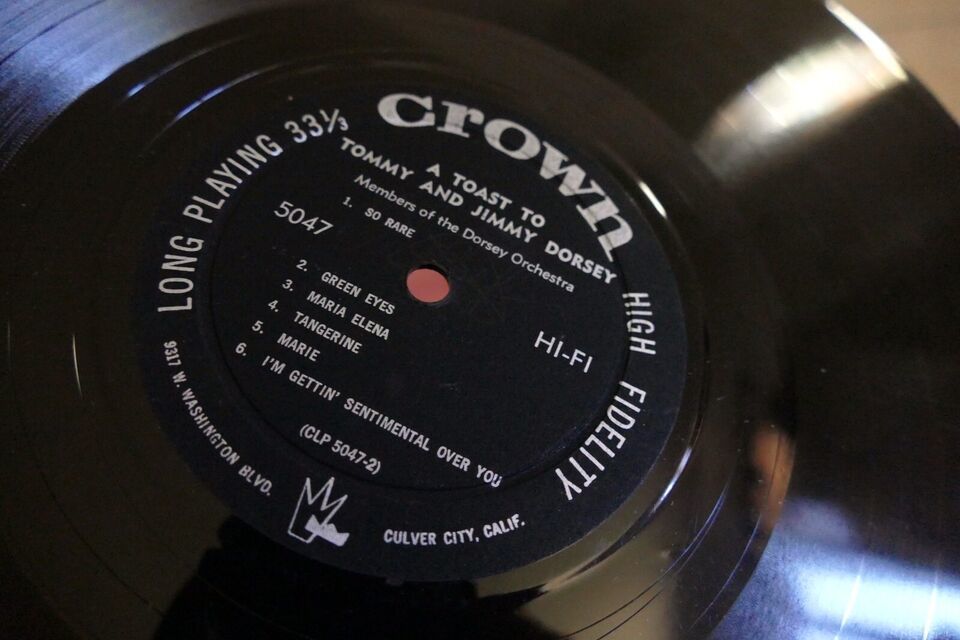 crown
LONG PLAYING 33⅓
A TOAST TO
TOMMY AND JIMMY DORSEY
Members of the Dorsey Orchestra
1. SO RARE
5047
2. GREEN EYES
3. MARIA ELENA
4. TANGERINE
5. MARIE
6. I'M GETTIN' SENTIMENTAL OVER YOU
HI-FI
HIGH FIDELITY
(CLP 5047-2)
9317 W. WASHINGTON BLVD.
CULVER CITY, CALIF.